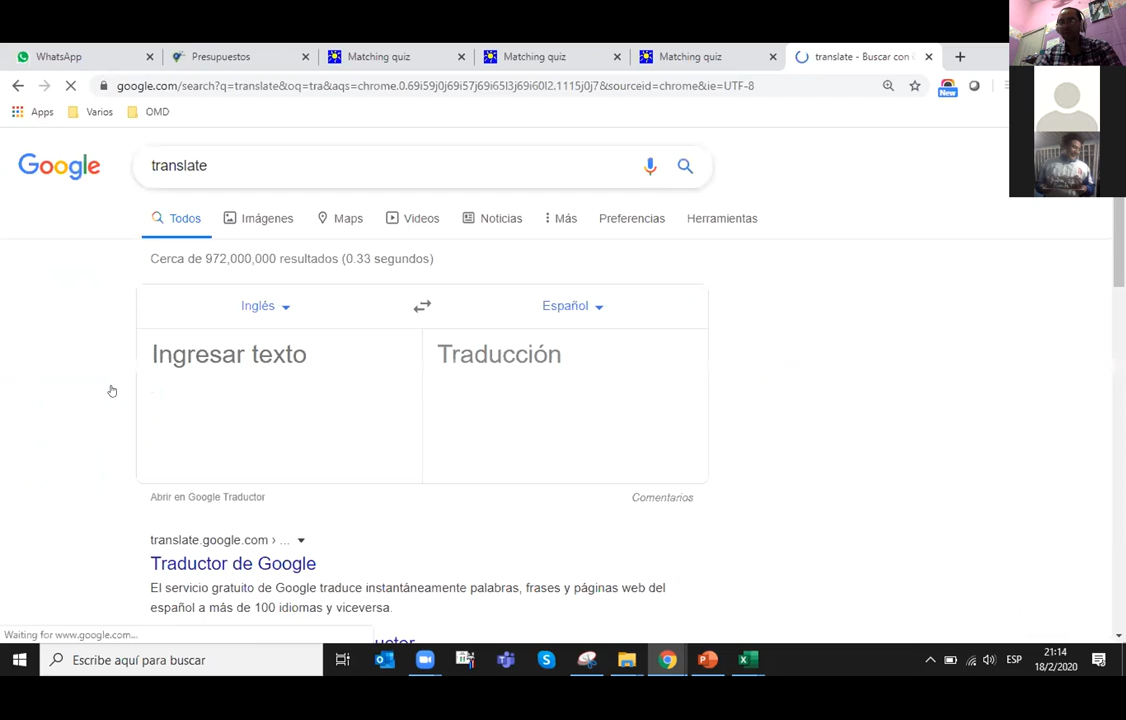 WhatsApp
Presupuestos
Matching quiz
Matching quiz
Matching quiz
translate - Buscar con
google.com/search?q=translate&oq=tra&aqs=chrome.0.69i59j0j69i57j69i65l3j69i60l2.1115j0j7&sourceid=chrome&ie=UTF-8
New
Apps
Varios
OMD
Google
translate
Todos
Imágenes
Maps
Videos
Noticias
Más
Preferencias
Herramientas
Cerca de 972,000,000 resultados (0.33 segundos)
Inglés
Español
Ingresar texto
Traducción
Abrir en Google Traductor
Comentarios
translate.google.com › ...
Traductor de Google
El servicio gratuito de Google traduce instantáneamente palabras, frases y páginas web del
español a más de 100 idiomas y viceversa.
Waiting for www.google.com...
Escribe aquí para buscar
ESP
21:14
18/2/2020